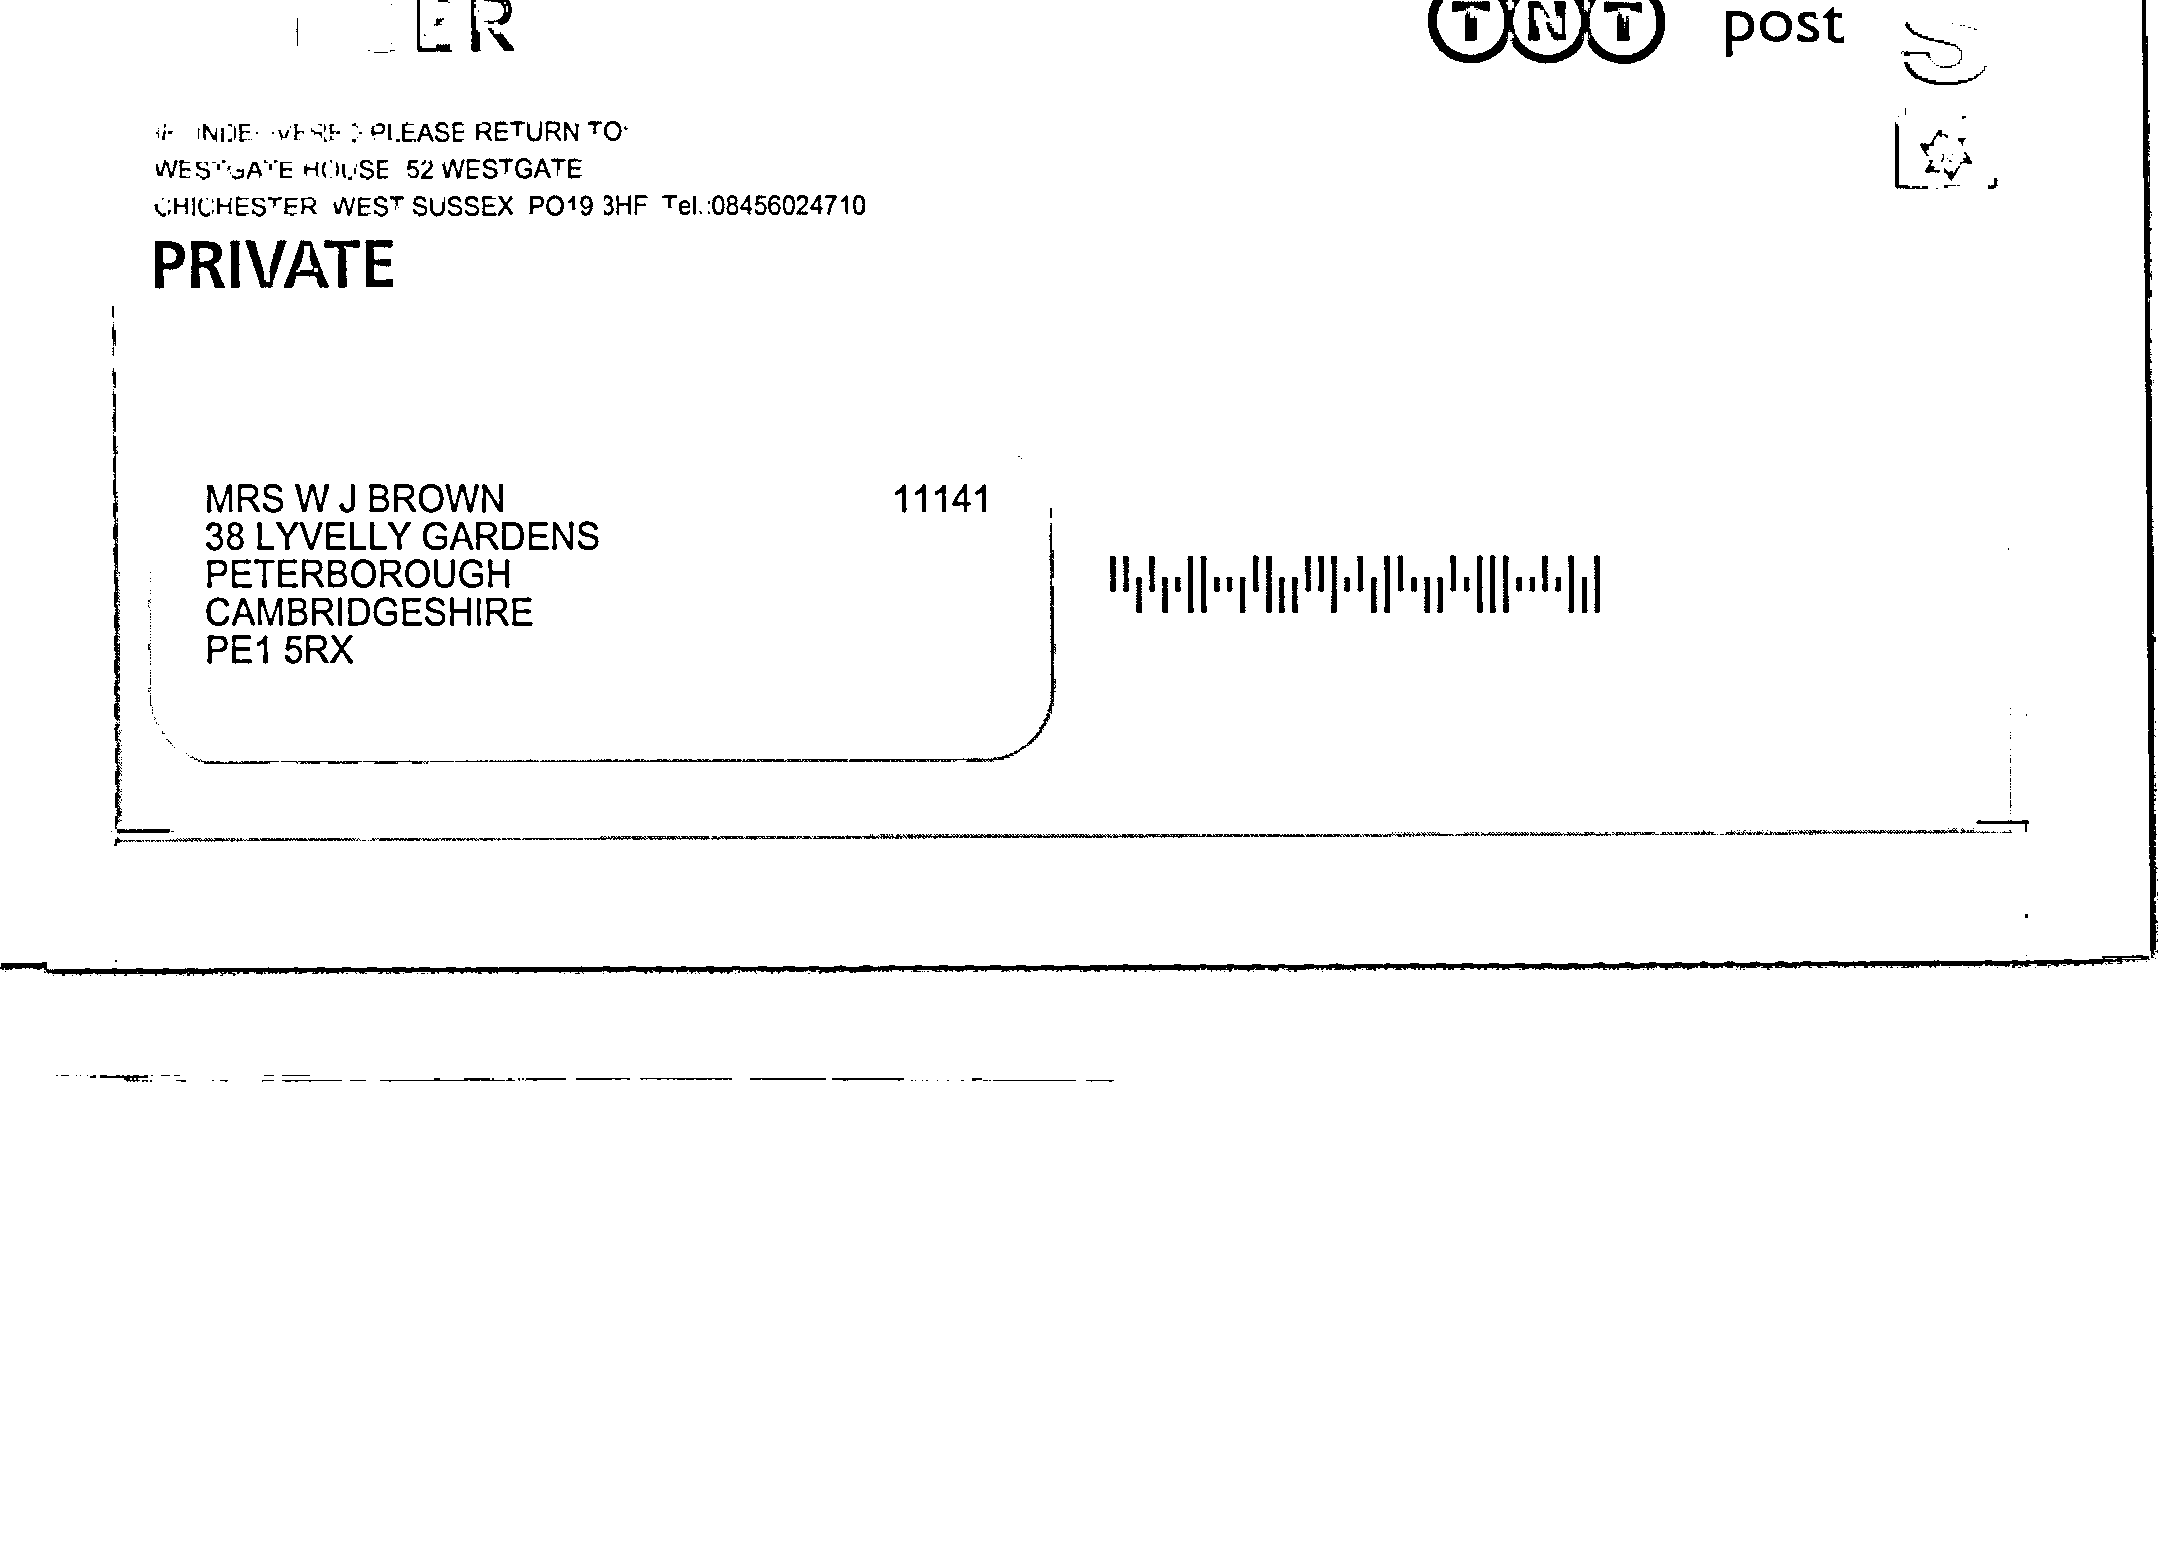 ER
TNT post S
IF UNDELIVERED PLEASE RETURN TO:
WESTGATE HOUSE 52 WESTGATE
CHICHESTER WEST SUSSEX PO19 3HF Tel.:08456024710
PRIVATE
MRS W J BROWN 11141
38 LYVELLY GARDENS
PETERBOROUGH
CAMBRIDGESHIRE
PE1 5RX